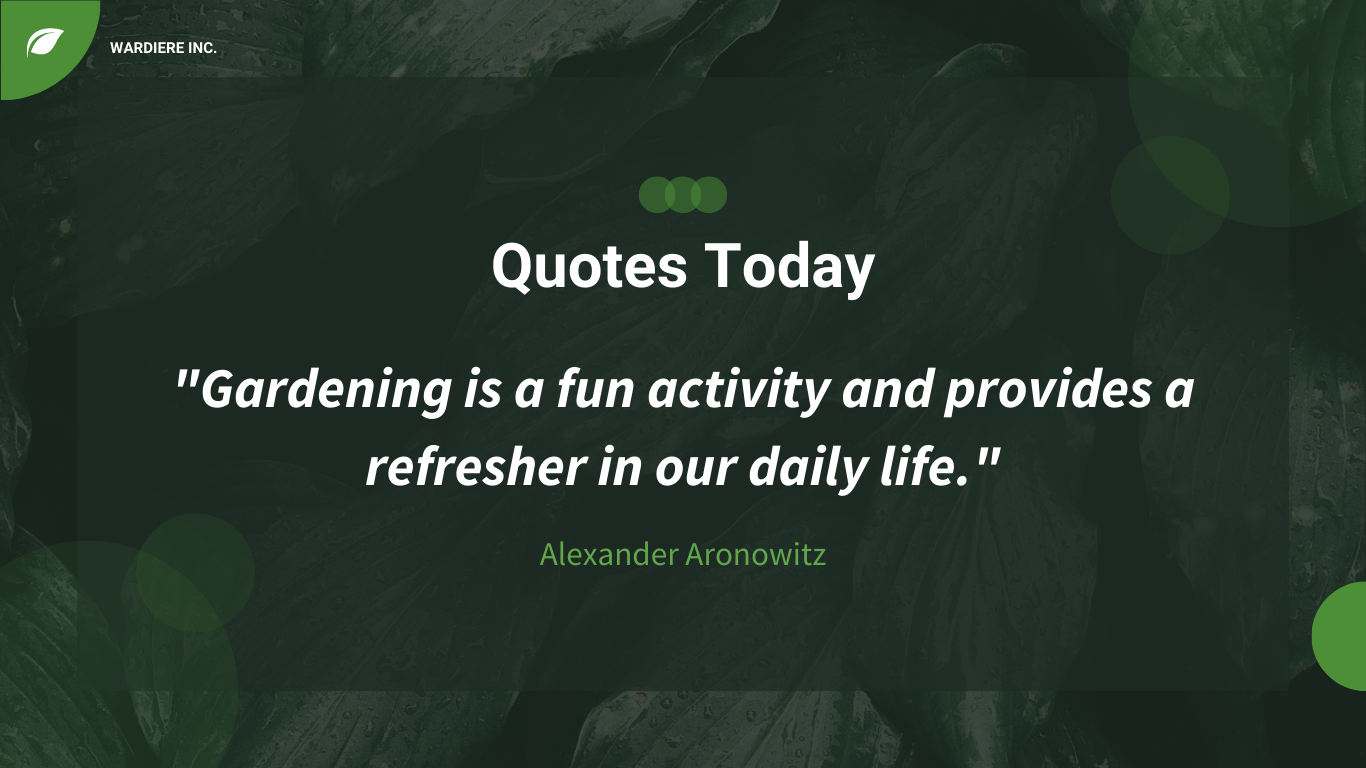 WARDIERE INC.
Quotes Today
"Gardening is a fun activity and provides a
refresher in our daily life."
Alexander Aronowitz